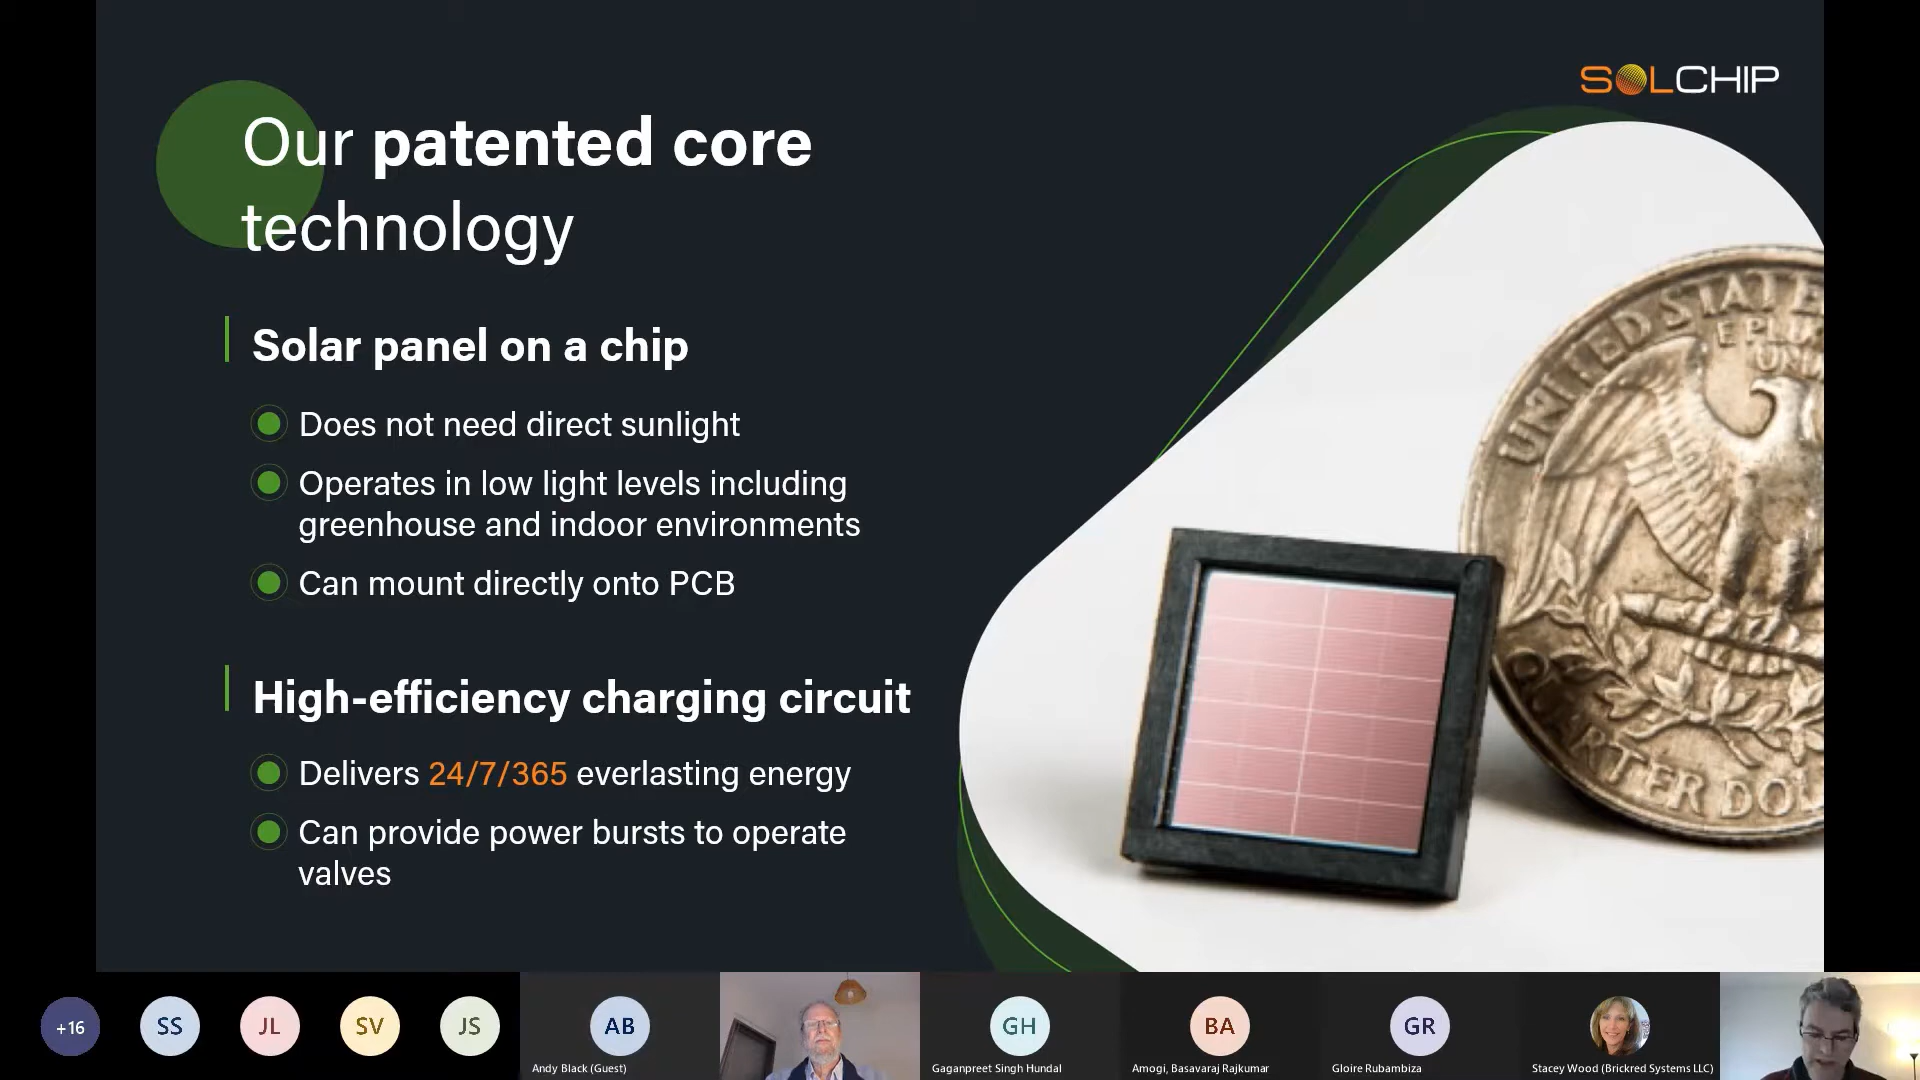 SOLCHIP
Our patented core
technology
Solar panel on a chip
Does not need direct sunlight
Operates in low light levels including
greenhouse and indoor environments
Can mount directly onto PCB
High-efficiency charging circuit
Delivers 24/7/365 everlasting energy
Can provide power bursts to operate
valves
UNITED STATE
E PLU
UN
QUARTER DOL
+16
SS
JL
SV
JS
AB
Andy Black (Guest)
GH
Gaganpreet Singh Hundal
BA
Amogi, Basavaraj Rajkumar
GR
Gloire Rubambiza
Stacey Wood (Brickred Systems LLC)